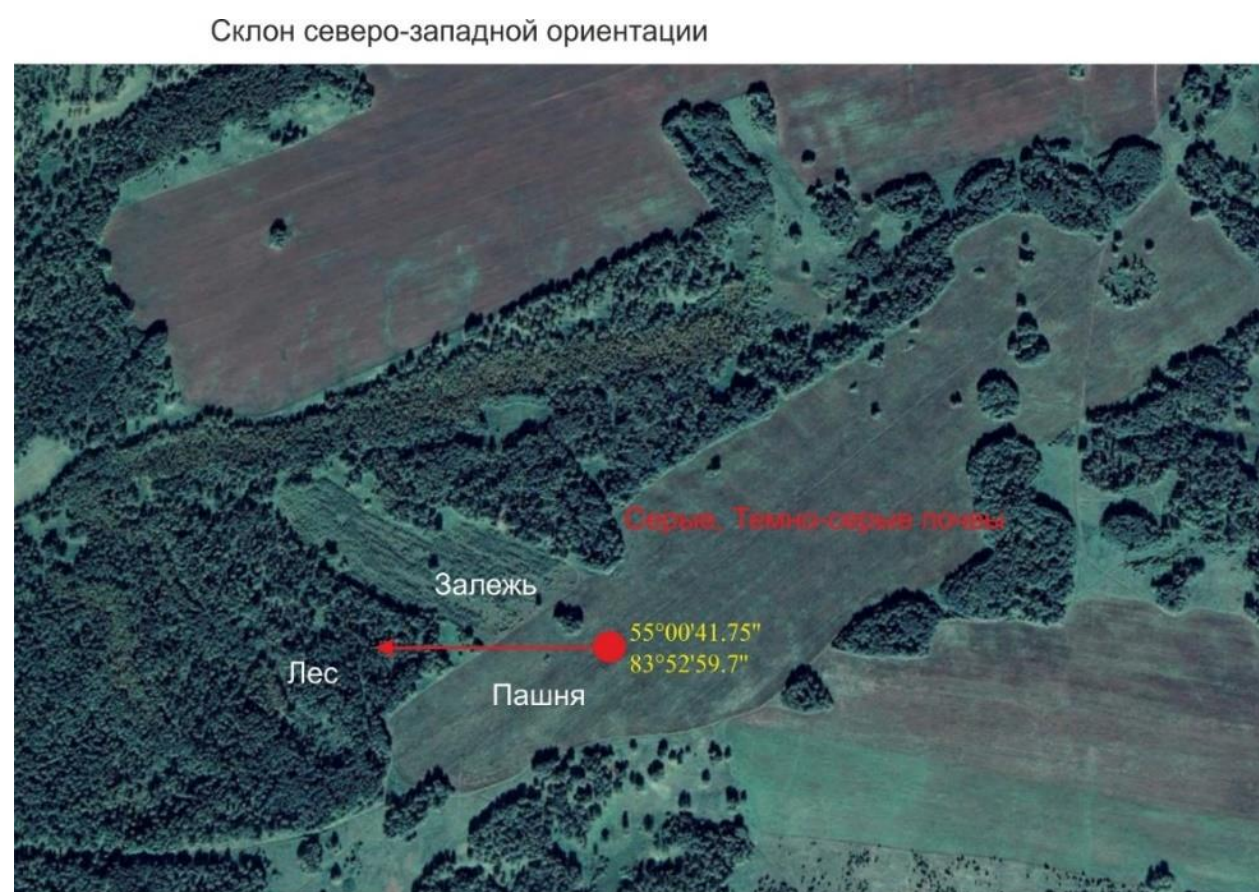 Склон северо-западной ориентации
Серые, Темно-серые почвы
Залежь
55°00'41.75"
83°52'59.7"
Лес
Пашня